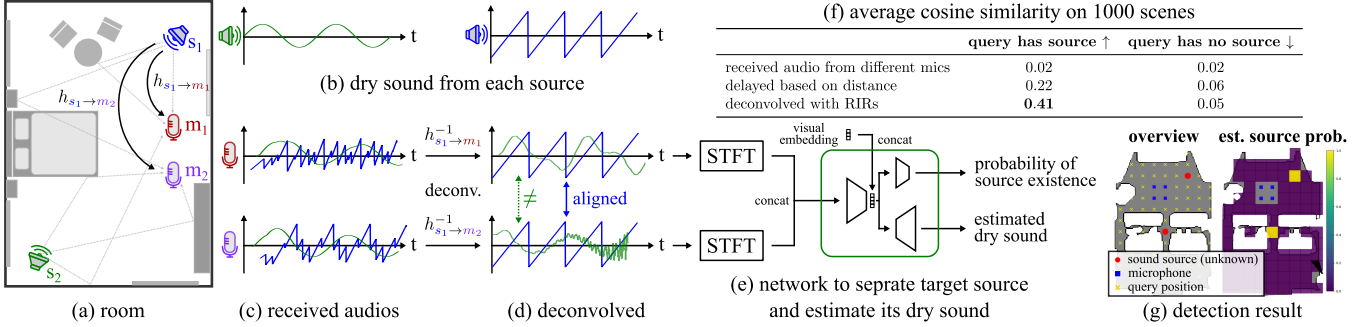 s1
h s1→m1
h s1→m2
m1
m2
s2
(a) room
t
t
(b) dry sound from each source
t
t
(c) received audios
h⁻¹ s1→m1
deconv.
h⁻¹ s1→m2
t
≠
aligned
t
(d) deconvolved
(f) average cosine similarity on 1000 scenes
query has source ↑ query has no source ↓
received audio from different mics 0.02 0.02
delayed based on distance 0.22 0.06
deconvolved with RIRs 0.41 0.05
STFT
STFT
concat
visual
embedding
concat
probability of
source existence
estimated
dry sound
(e) network to seprate target source
and estimate its dry sound
overview est. source prob.
sound source (unknown)
microphone
query position
(g) detection result